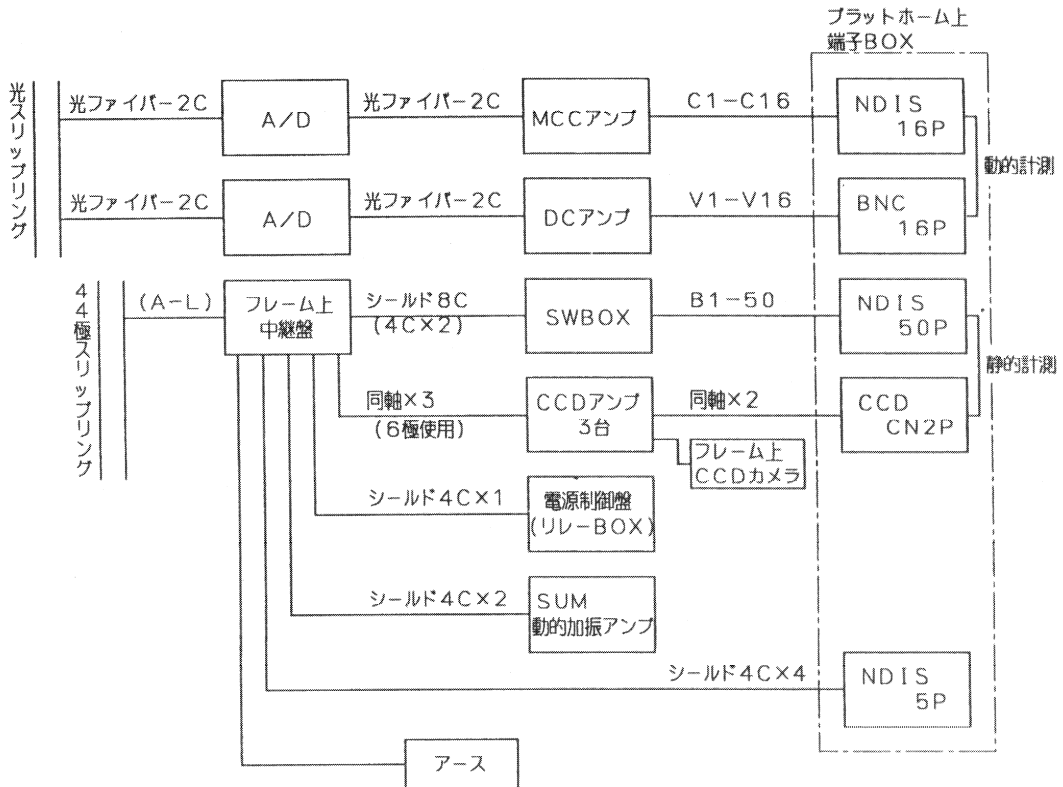 プラットホーム上
端子BOX
光スリップリング
光ファイバー2C
A/D
光ファイバー2C
MCCアンプ
C1-C16
NDIS
16P
動的計測
光ファイバー2C
A/D
光ファイバー2C
DCアンプ
V1-V16
BNC
16P
44極スリップリング
(A-L)
フレーム上
中継盤
シールド8C
(4C×2)
SWBOX
B1-50
NDIS
50P
静的計測
同軸×3
(6極使用)
CCDアンプ
3台
同軸×2
CCD
CN2P
フレーム上
CCDカメラ
シールド4C×1
電源制御盤
(リレーBOX)
シールド4C×2
SUM
動的加振アンプ
シールド4C×4
NDIS
5P
アース